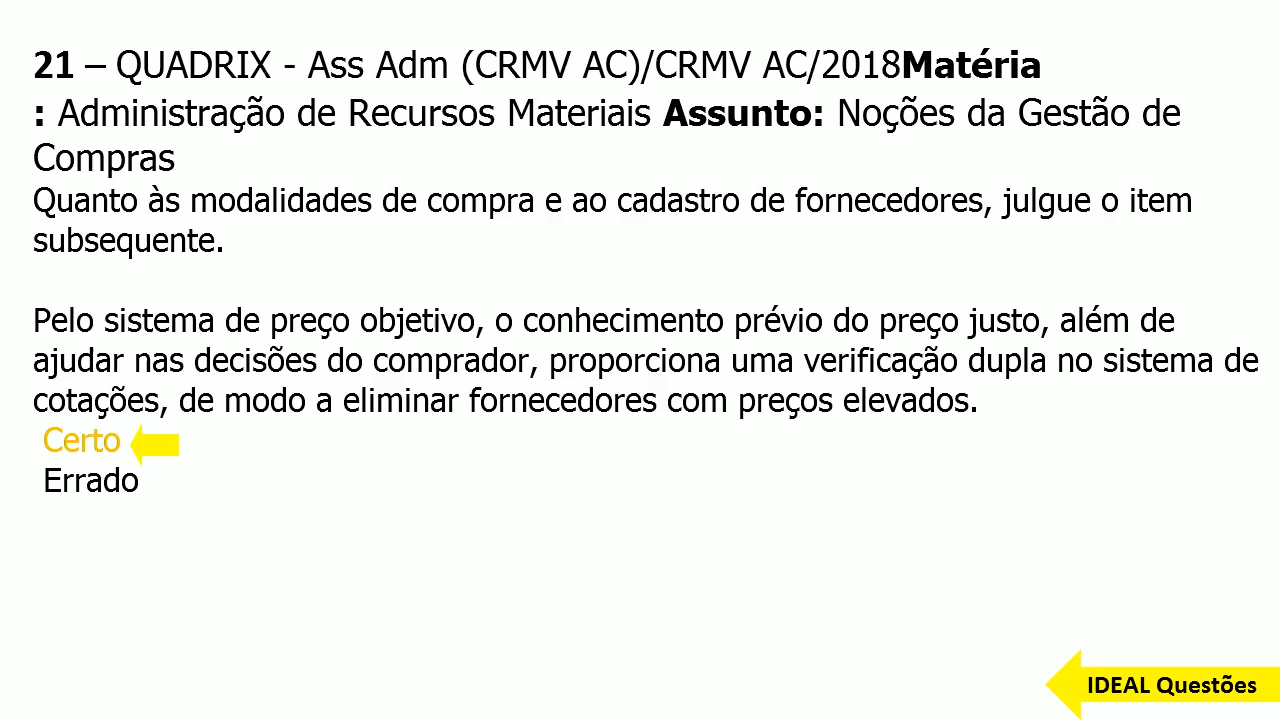 21 – QUADRIX - Ass Adm (CRMV AC)/CRMV AC/2018Matéria
: Administração de Recursos Materiais Assunto: Noções da Gestão de
Compras
Quanto às modalidades de compra e ao cadastro de fornecedores, julgue o item
subsequente.
Pelo sistema de preço objetivo, o conhecimento prévio do preço justo, além de
ajudar nas decisões do comprador, proporciona uma verificação dupla no sistema de
cotações, de modo a eliminar fornecedores com preços elevados.
Certo
Errado
IDEAL Questões